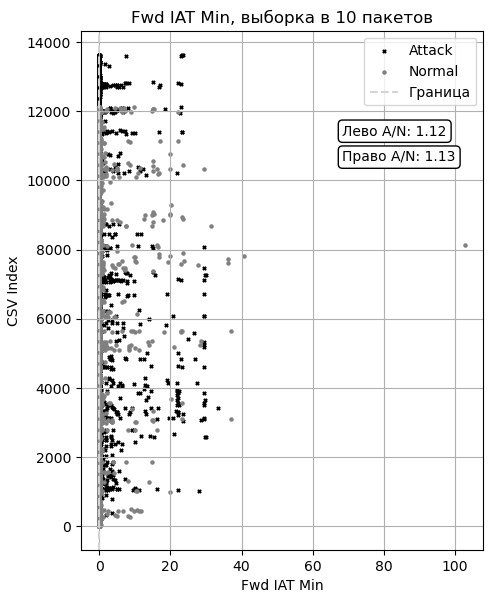 Fwd IAT Min, выборка в 10 пакетов
Attack
Normal
Граница
Лево A/N: 1.12
Право A/N: 1.13
CSV Index
14000
12000
10000
8000
6000
4000
2000
0
0 20 40 60 80 100
Fwd IAT Min